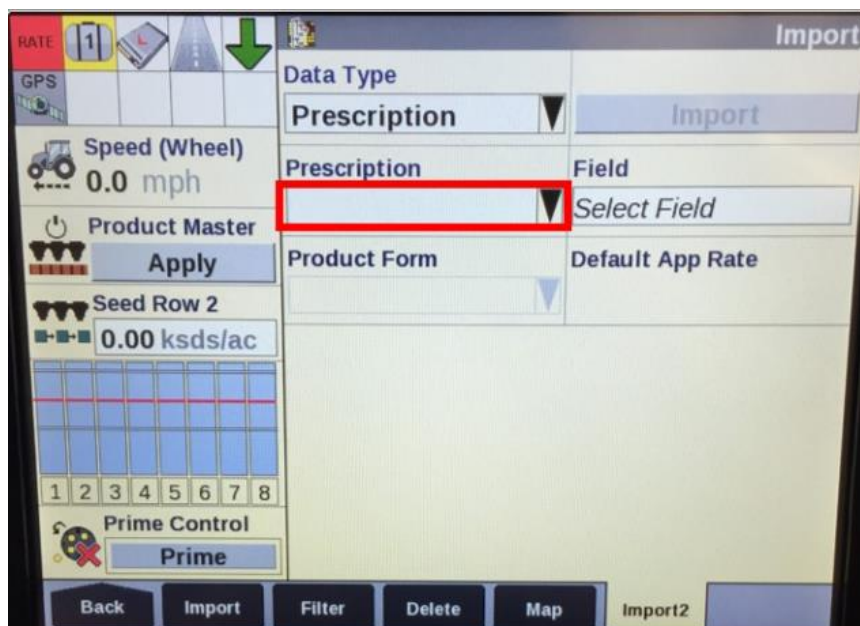 RATE
1
Import
GPS
Data Type
Prescription
Import
Speed (Wheel)
0.0 mph
Prescription
Field
Select Field
Product Master
Apply
Product Form
Default App Rate
Seed Row 2
0.00 ksds/ac
1 2 3 4 5 6 7 8
Prime Control
Prime
Back
Import
Filter
Delete
Map
Import2